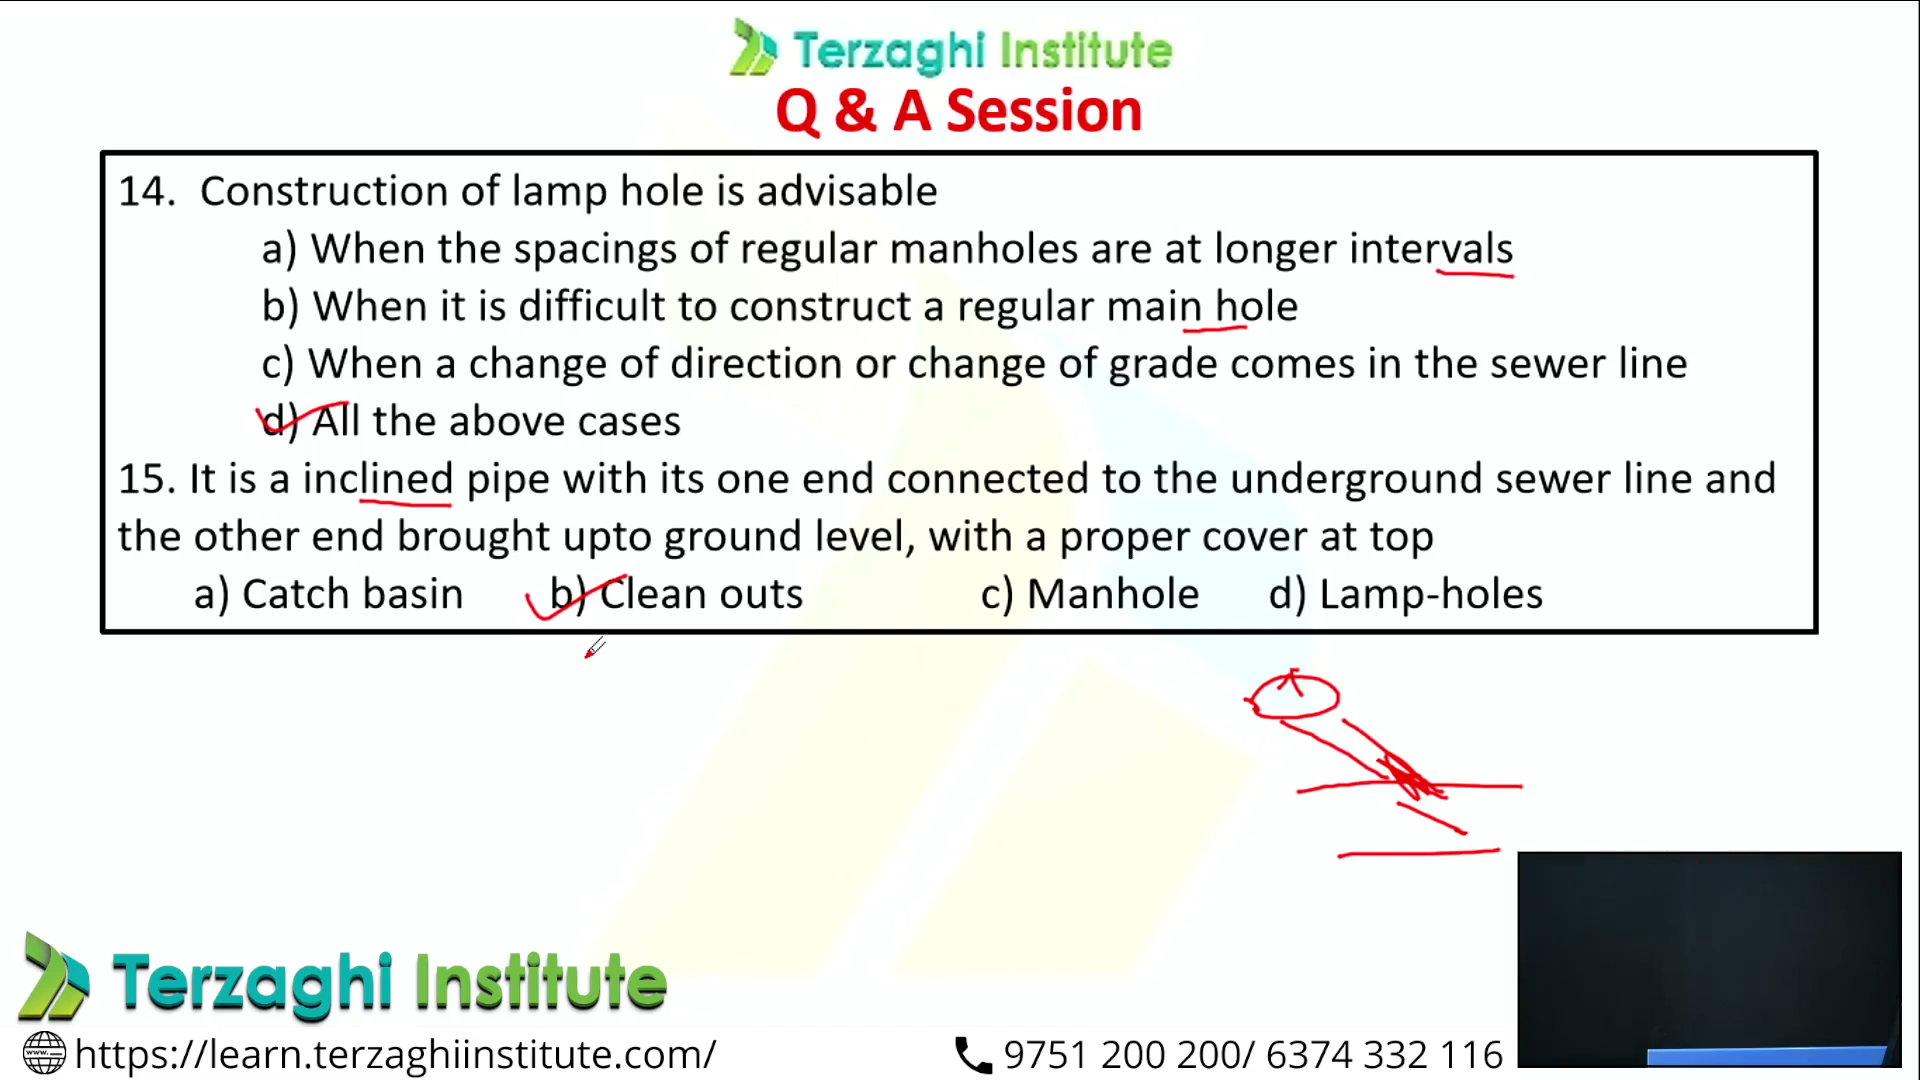 Terzaghi Institute
Q & A Session
14. Construction of lamp hole is advisable
a) When the spacings of regular manholes are at longer intervals
b) When it is difficult to construct a regular main hole
c) When a change of direction or change of grade comes in the sewer line
d) All the above cases
15. It is a inclined pipe with its one end connected to the underground sewer line and
the other end brought upto ground level, with a proper cover at top
a) Catch basin b) Clean outs c) Manhole d) Lamp-holes
Terzaghi Institute
www. https://learn.terzaghiinstitute.com/ 9751 200 200/ 6374 332 116